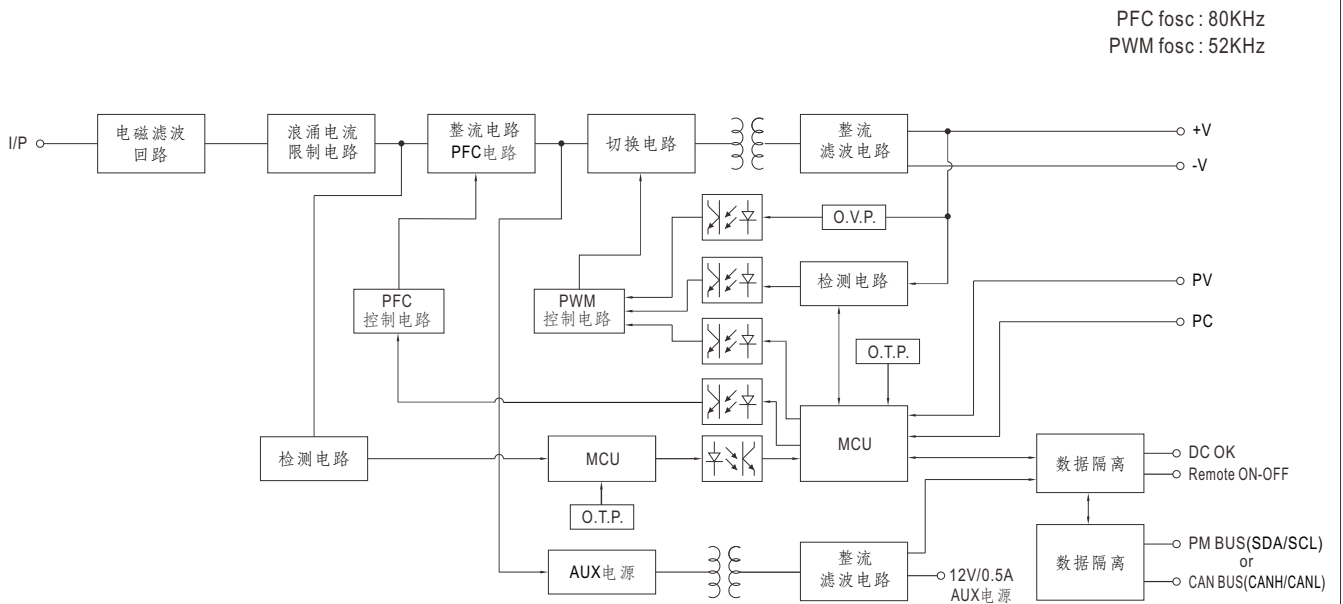 PFC fosc : 80KHz
PWM fosc : 52KHz
I/P
电磁滤波
回路
浪涌电流
限制电路
整流电路
PFC电路
切换电路
整流
滤波电路
+V
-V
O.V.P.
检测电路
PFC
控制电路
PWM
控制电路
PV
PC
O.T.P.
MCU
检测电路
MCU
O.T.P.
数据隔离
DC OK
Remote ON-OFF
AUX电源
整流
滤波电路
12V/0.5A
AUX电源
数据隔离
PM BUS(SDA/SCL)
or
CAN BUS(CANH/CANL)